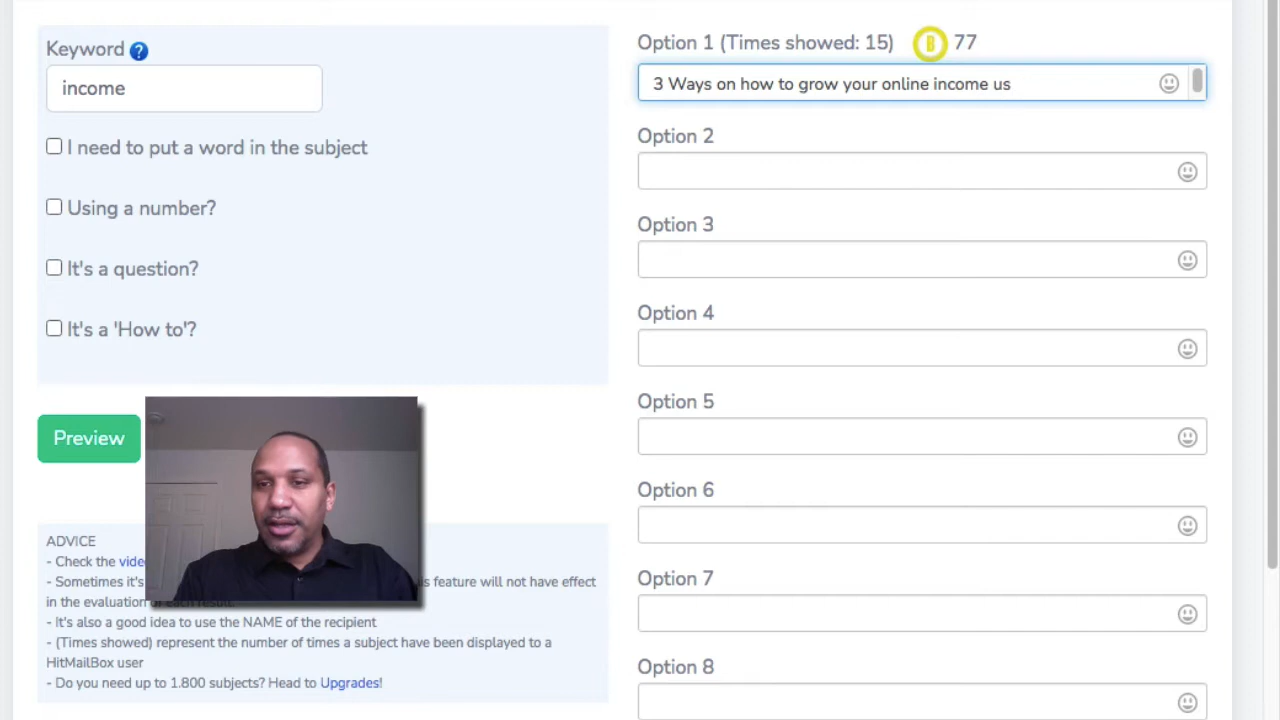 Keyword ?
income
I need to put a word in the subject
Using a number?
It's a question?
It's a 'How to'?
Preview
ADVICE
- Check the vide
- Sometimes it's
s feature will not have effect
in the evaluation of each result.
- It's also a good idea to use the NAME of the recipient
- (Times showed) represent the number of times a subject have been displayed to a
HitMailBox user
- Do you need up to 1.800 subjects? Head to Upgrades!
Option 1 (Times showed: 15) B 77
3 Ways on how to grow your online income us
Option 2
Option 3
Option 4
Option 5
Option 6
Option 7
Option 8